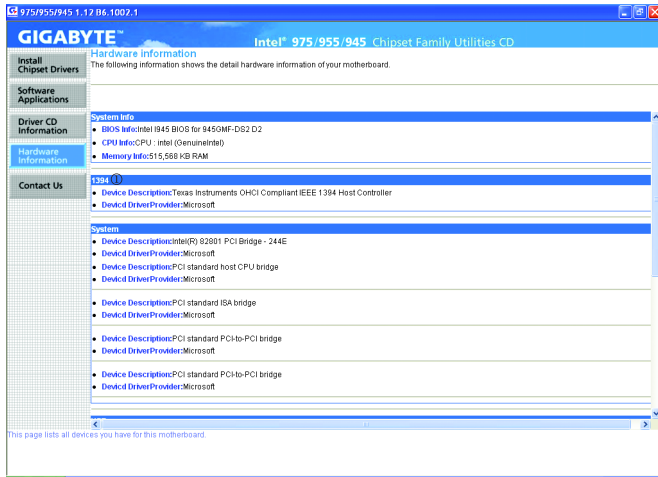 975/955/945 1.12 B6.1002.1
GIGABYTE™
Intel® 975/955/945 Chipset Family Utilities CD
Install
Chipset Drivers
Software
Applications
Driver CD
Information
Hardware
Information
Contact Us
Hardware Information
The following information shows the detail hardware information of your motherboard.
System Info
• BIOS Info:Intel I945 BIOS for 945GMF-DS2 D2
• CPU Info:CPU : intel (GenuineIntel)
• Memory Info:515,568 KB RAM
1394 ①
• Device Description:Texas Instruments OHCI Compliant IEEE 1394 Host Controller
• Devicd DriverProvider:Microsoft
System
• Device Description:Intel(R) 82801 PCI Bridge - 244E
• Devicd DriverProvider:Microsoft
• Device Description:PCI standard host CPU bridge
• Devicd DriverProvider:Microsoft
• Device Description:PCI standard ISA bridge
• Devicd DriverProvider:Microsoft
• Device Description:PCI standard PCI-to-PCI bridge
• Devicd DriverProvider:Microsoft
• Device Description:PCI standard PCI-to-PCI bridge
• Devicd DriverProvider:Microsoft
This page lists all devices you have for this motherboard.